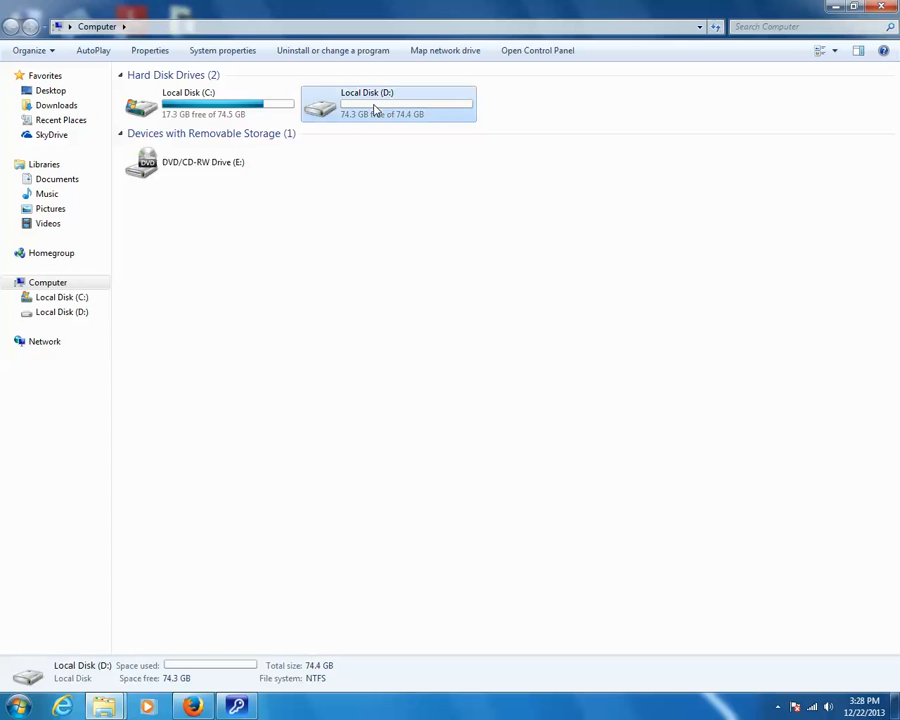 Computer
Search Computer
Organize AutoPlay Properties System properties Uninstall or change a program Map network drive Open Control Panel
Favorites
Desktop
Downloads
Recent Places
SkyDrive
Libraries
Documents
Music
Pictures
Videos
Homegroup
Computer
Local Disk (C:)
Local Disk (D:)
Network
Hard Disk Drives (2)
Local Disk (C:)
17.3 GB free of 74.5 GB
Local Disk (D:)
74.3 GB free of 74.4 GB
Devices with Removable Storage (1)
DVD
DVD/CD-RW Drive (E:)
Local Disk (D:) Space used: Total size: 74.4 GB
Local Disk Space free: 74.3 GB File system: NTFS
3:28 PM
12/22/2013